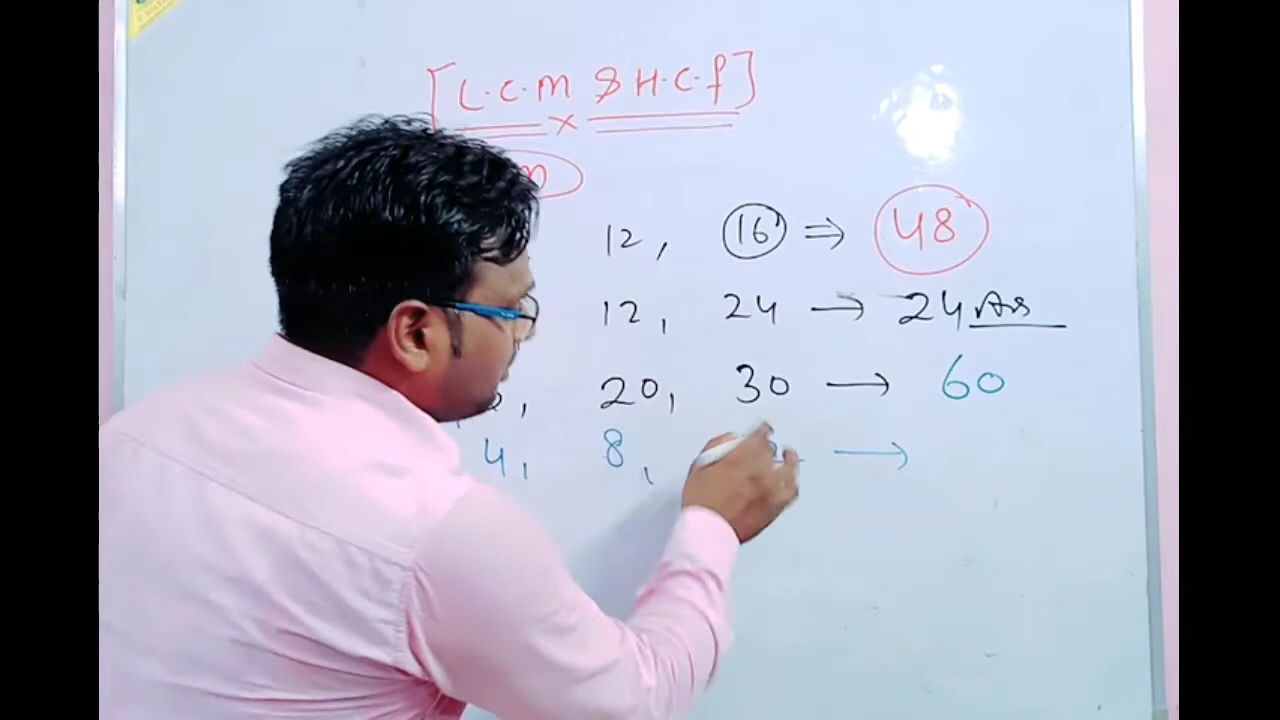 [L.C.M & H.C.f]
12, 16 ⇒ 48
12, 24 → 24 Ans
, 20, 30 → 60
4, 8, →